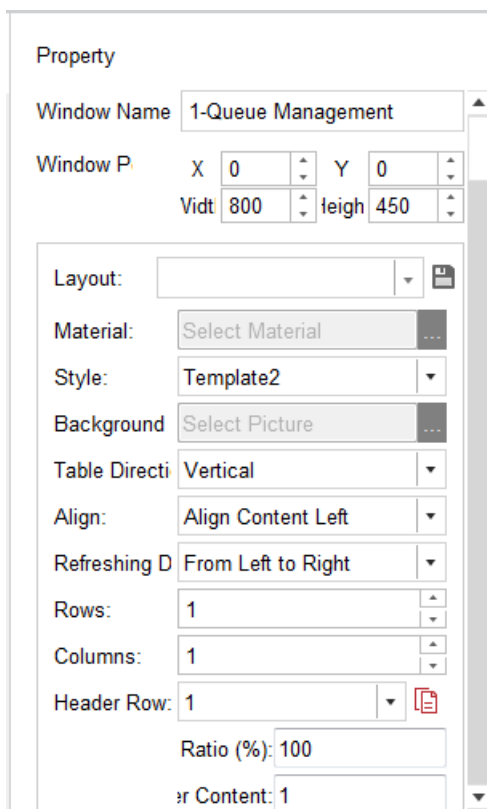 Property
Window Name 1-Queue Management
Window P X 0 Y 0
Widt 800 Heigh 450
Layout:
Material: Select Material ...
Style: Template2
Background Select Picture ...
Table Directi Vertical
Align: Align Content Left
Refreshing D From Left to Right
Rows: 1
Columns: 1
Header Row: 1
Ratio (%): 100
er Content: 1